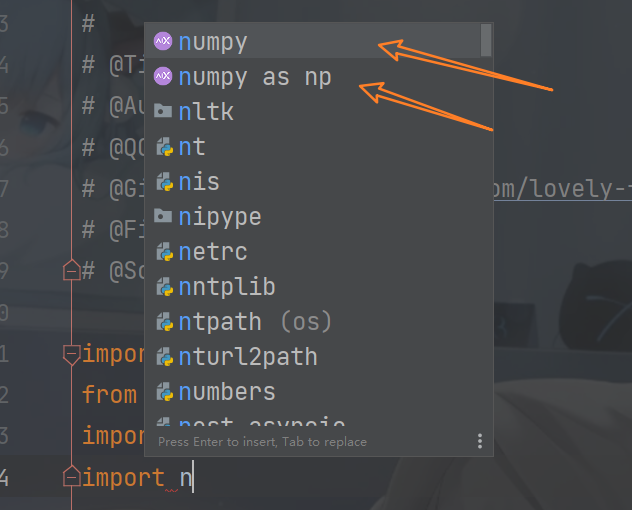 3 #
4 # @Ti
5 # @Au
6 # @QQ
7 # @Gi om/lovely-
8 # @Fi
9 # @So
0
1 impor
2 from
3 impor
4 import n
numpy
numpy as np
nltk
nt
nis
nipype
netrc
nntplib
ntpath (os)
nturl2path
numbers
nest_asyncio
Press Enter to insert, Tab to replace